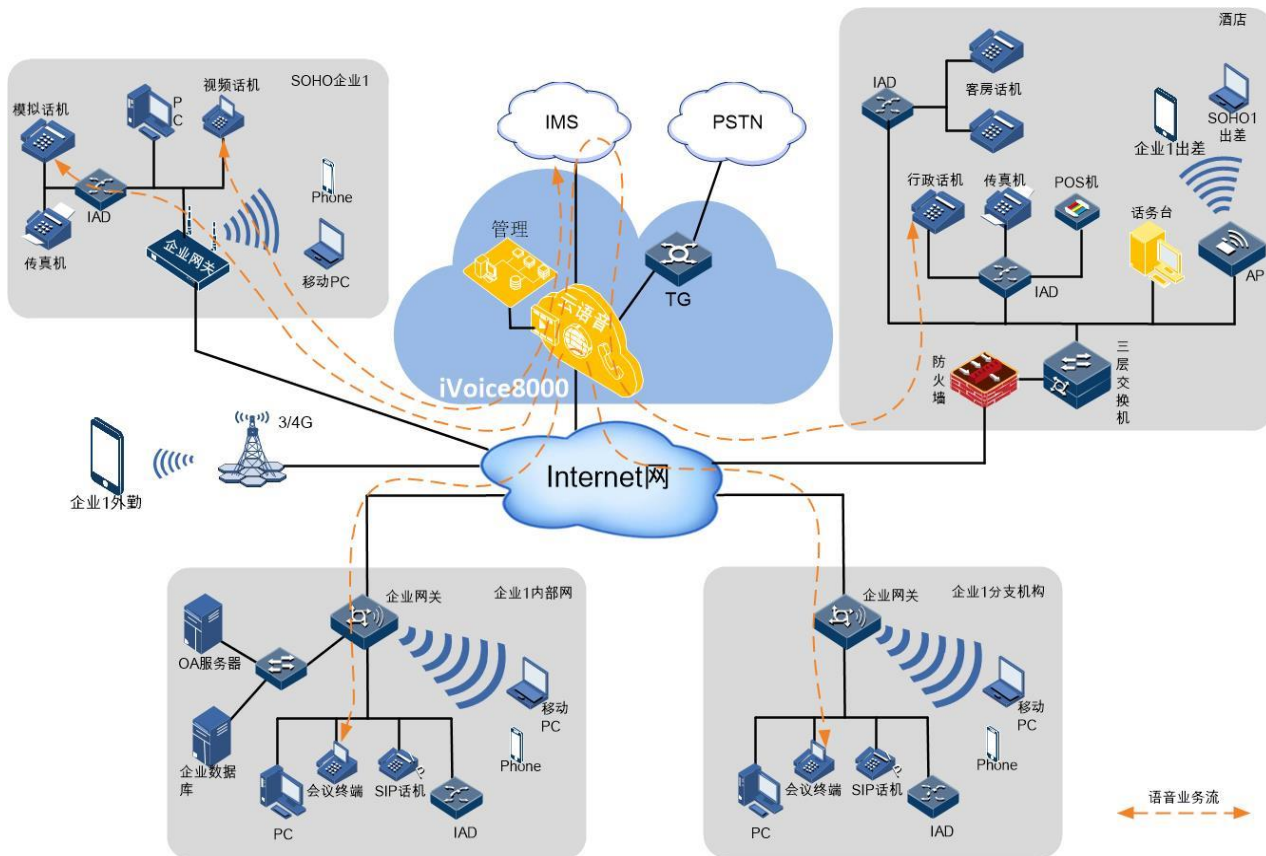 SOHO企业1
模拟话机
P
C
视频话机
IAD
Phone
传真机
企业网关
移动PC
IMS
PSTN
管理
TG
云语音
iVoice8000
酒店
IAD
客房话机
SOHO1
出差
企业1出差
行政话机
传真机
POS机
话务台
IAD
AP
防
火
墙
三
层
交
换
机
3/4G
企业1外勤
Internet网
企业网关
企业1内部网
OA服务器
移动
PC
企业数据
库
Phone
会议终端
SIP话机
PC
IAD
企业网关
企业1分支机构
移动
PC
Phone
会议终端
SIP话机
PC
IAD
语音业务流